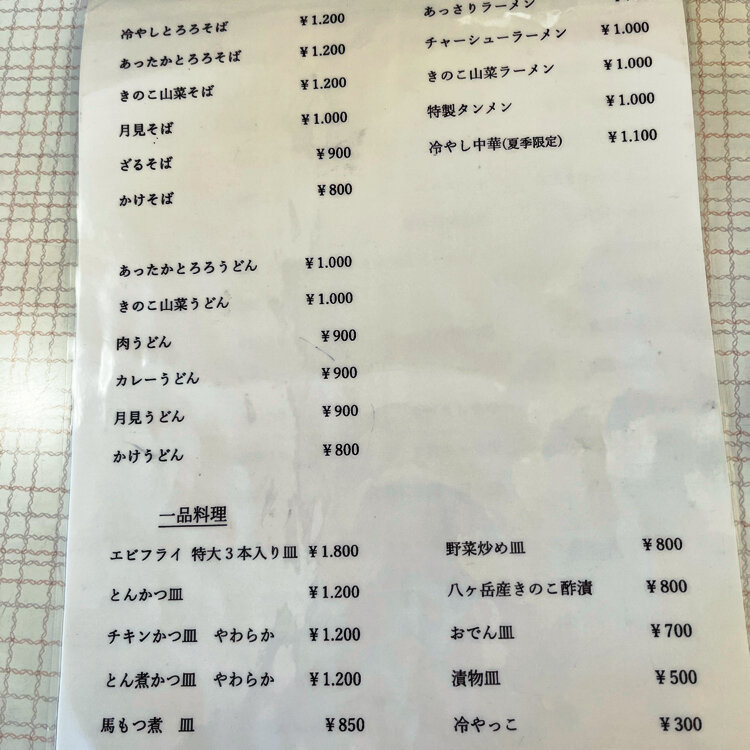 冷やしとろろそば ¥1.200
あったかとろろそば ¥1.200
きのこ山菜そば ¥1.200
月見そば ¥1.000
ざるそば ¥900
かけそば ¥800
あったかとろろうどん ¥1.000
きのこ山菜うどん ¥1.000
肉うどん ¥900
カレーうどん ¥900
月見うどん ¥900
かけうどん ¥800
あっさりラーメン
チャーシューラーメン ¥1.000
きのこ山菜ラーメン ¥1.000
特製タンメン ¥1.000
冷やし中華(夏季限定) ¥1.100
一品料理
エビフライ 特大3本入り皿 ¥1.800
とんかつ皿 ¥1.200
チキンかつ皿 やわらか ¥1.200
とん煮かつ皿 やわらか ¥1.200
馬もつ煮 皿 ¥850
野菜炒め皿 ¥800
八ヶ岳産きのこ酢漬 ¥800
おでん皿 ¥700
漬物皿 ¥500
冷やっこ ¥300